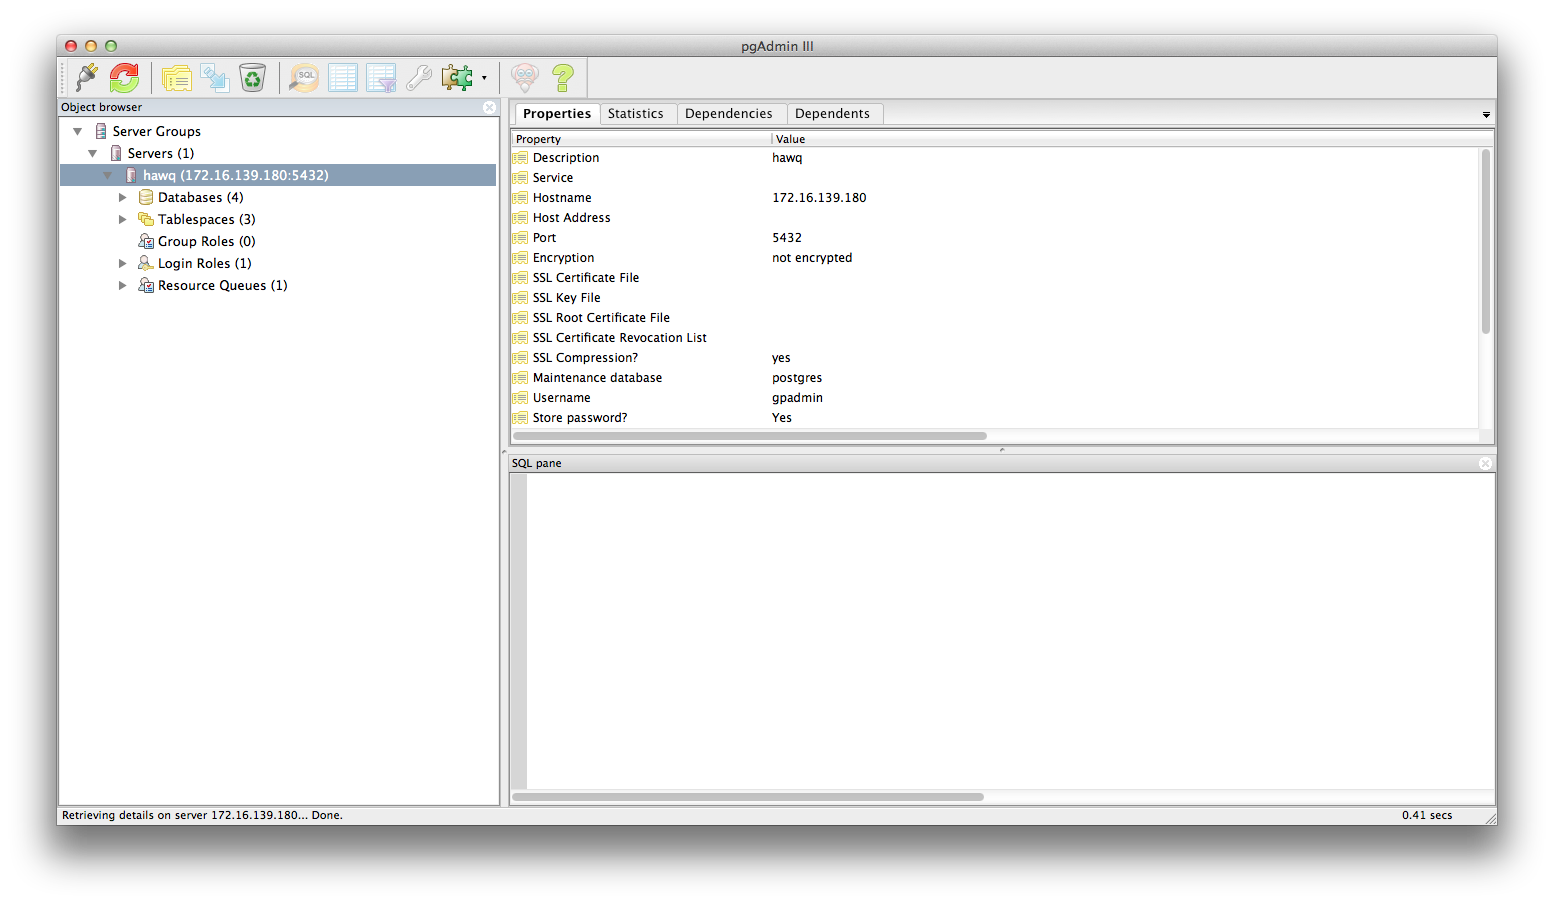 pgAdmin III
SQL
Object browser
Server Groups
Servers (1)
hawq (172.16.139.180:5432)
Databases (4)
Tablespaces (3)
Group Roles (0)
Login Roles (1)
Resource Queues (1)
Properties Statistics Dependencies Dependents
Property Value
Description hawq
Service
Hostname 172.16.139.180
Host Address
Port 5432
Encryption not encrypted
SSL Certificate File
SSL Key File
SSL Root Certificate File
SSL Certificate Revocation List
SSL Compression? yes
Maintenance database postgres
Username gpadmin
Store password? Yes
SQL pane
Retrieving details on server 172.16.139.180... Done. 0.41 secs